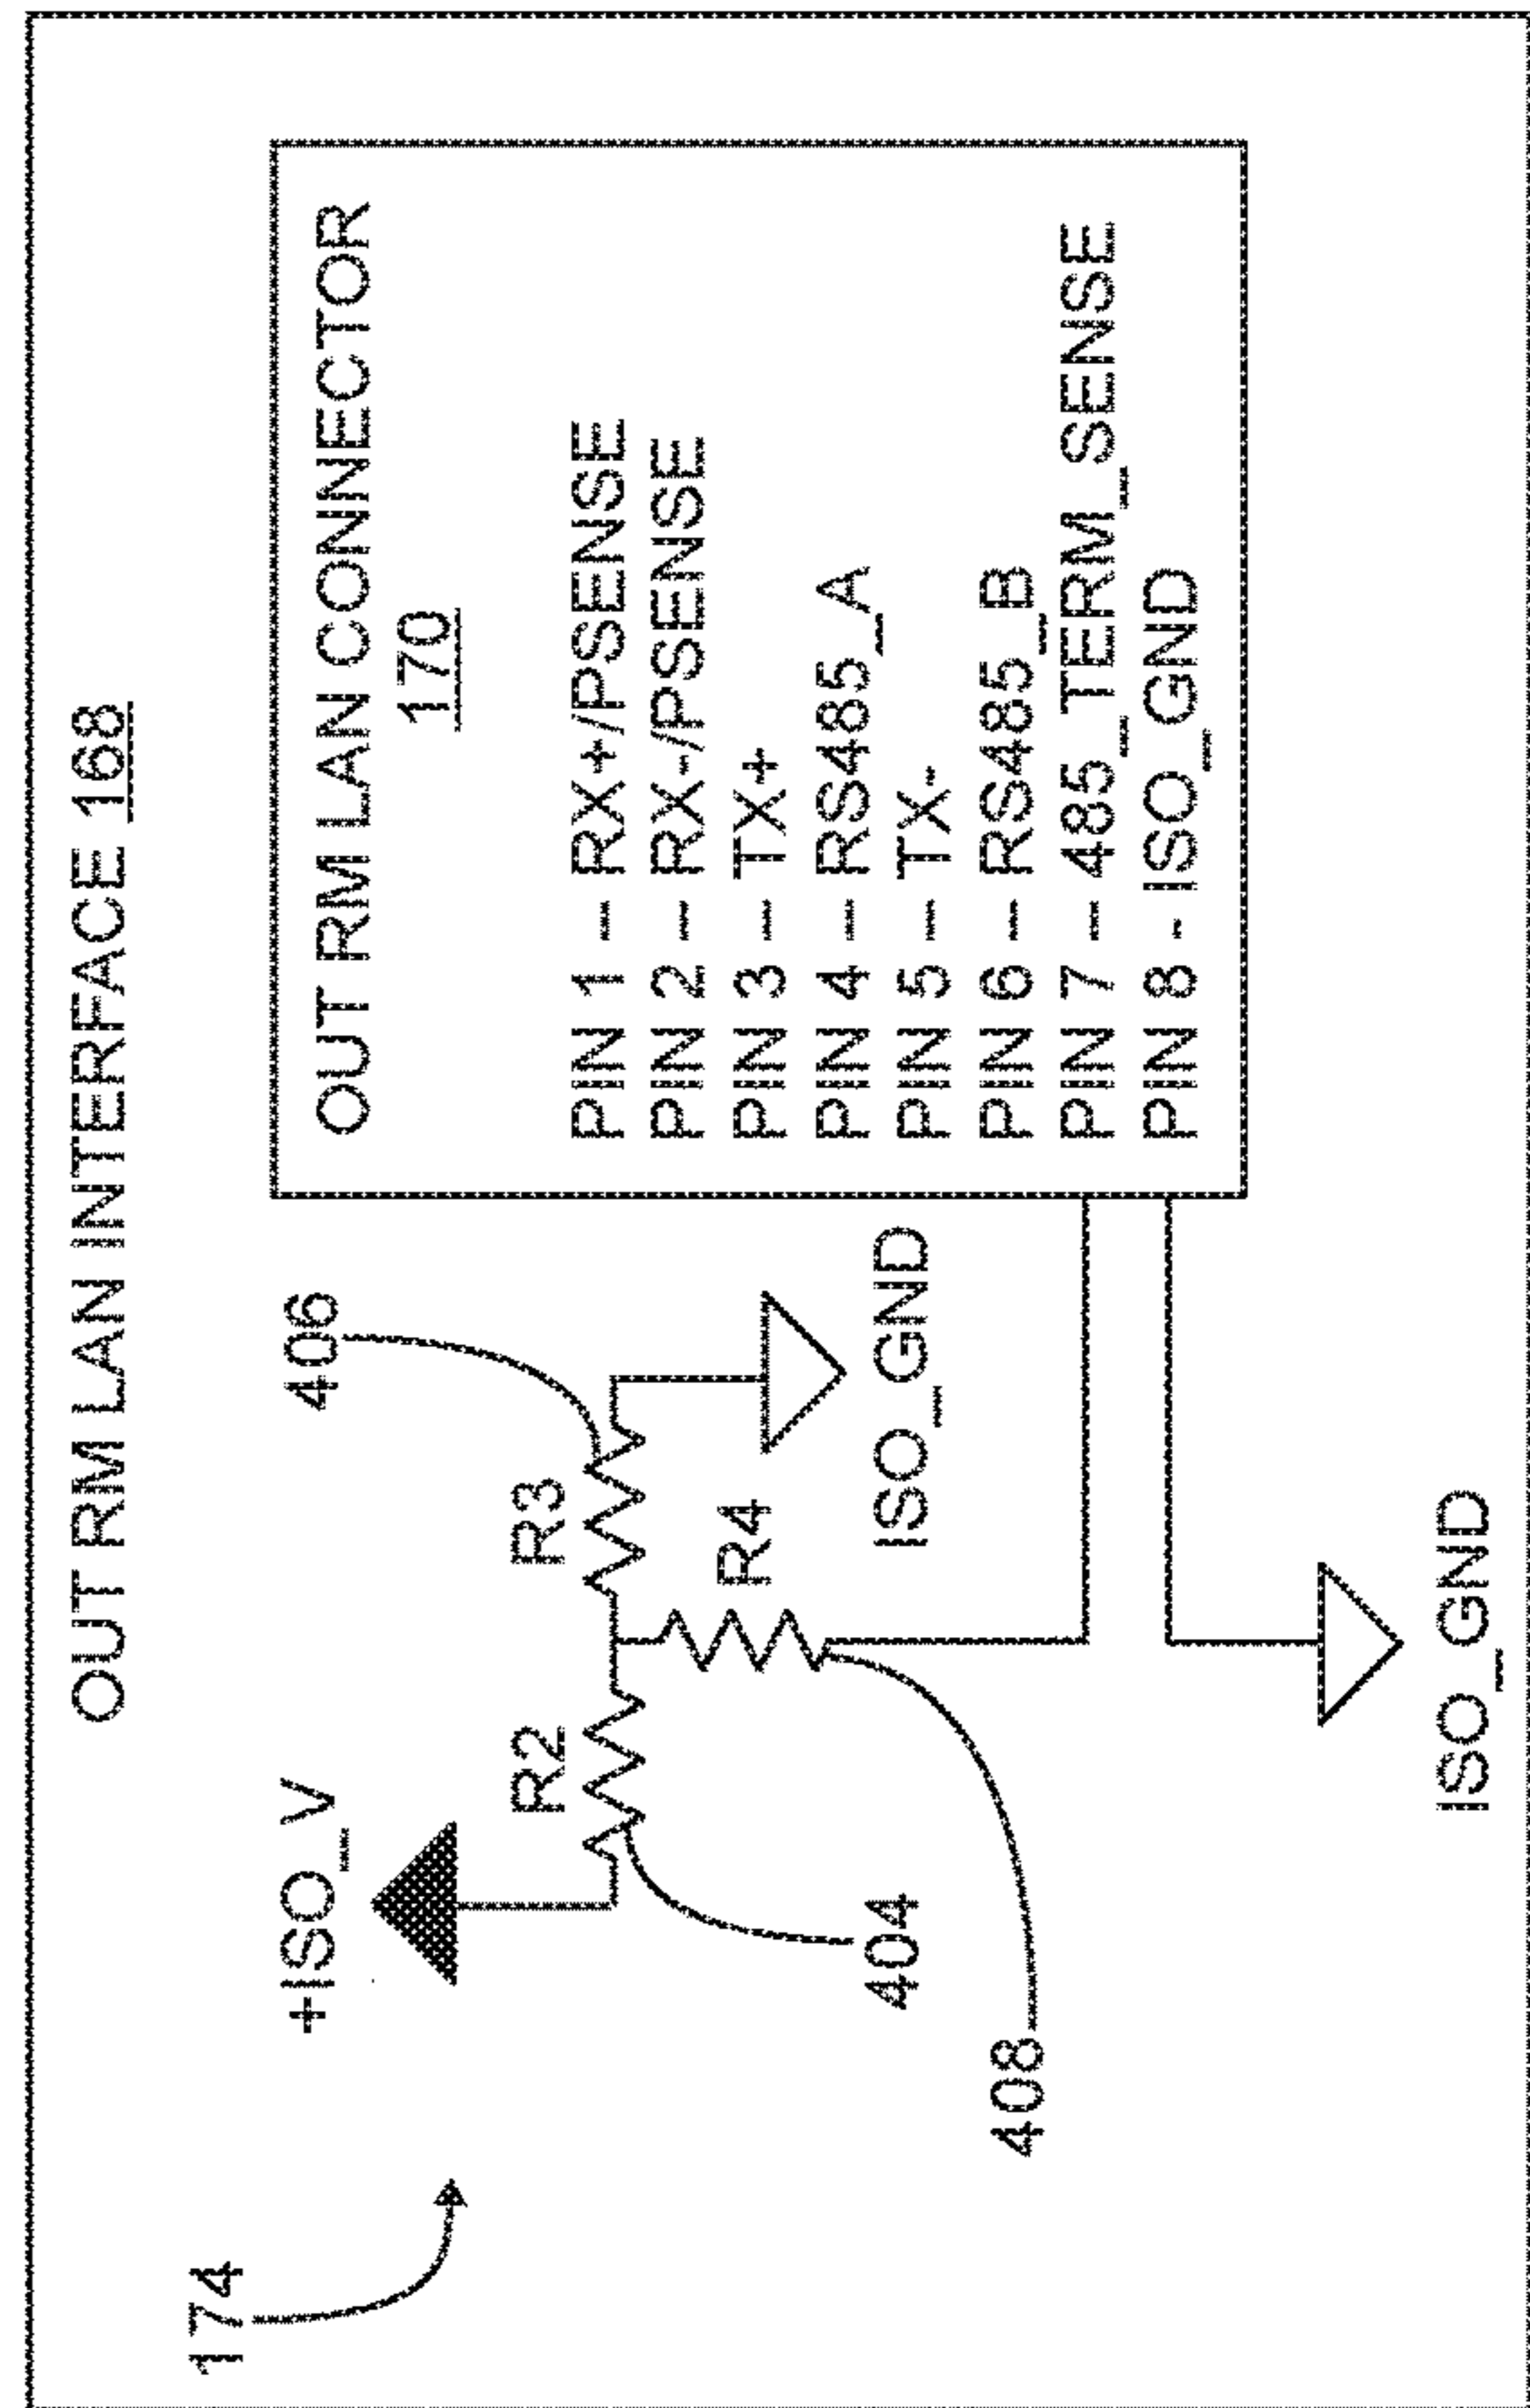 OUT RM LAN INTERFACE 168
174
+ISO_V
406
R2
R3
R4
404
408
ISO_GND
ISO_GND
OUT RM LAN CONNECTOR
170
PIN 1 -- RX+/PSENSE
PIN 2 -- RX-/PSENSE
PIN 3 -- TX+
PIN 4 -- RS485_A
PIN 5 -- TX-
PIN 6 -- RS485_B
PIN 7 -- 485_TERM_SENSE
PIN 8 - ISO_GND